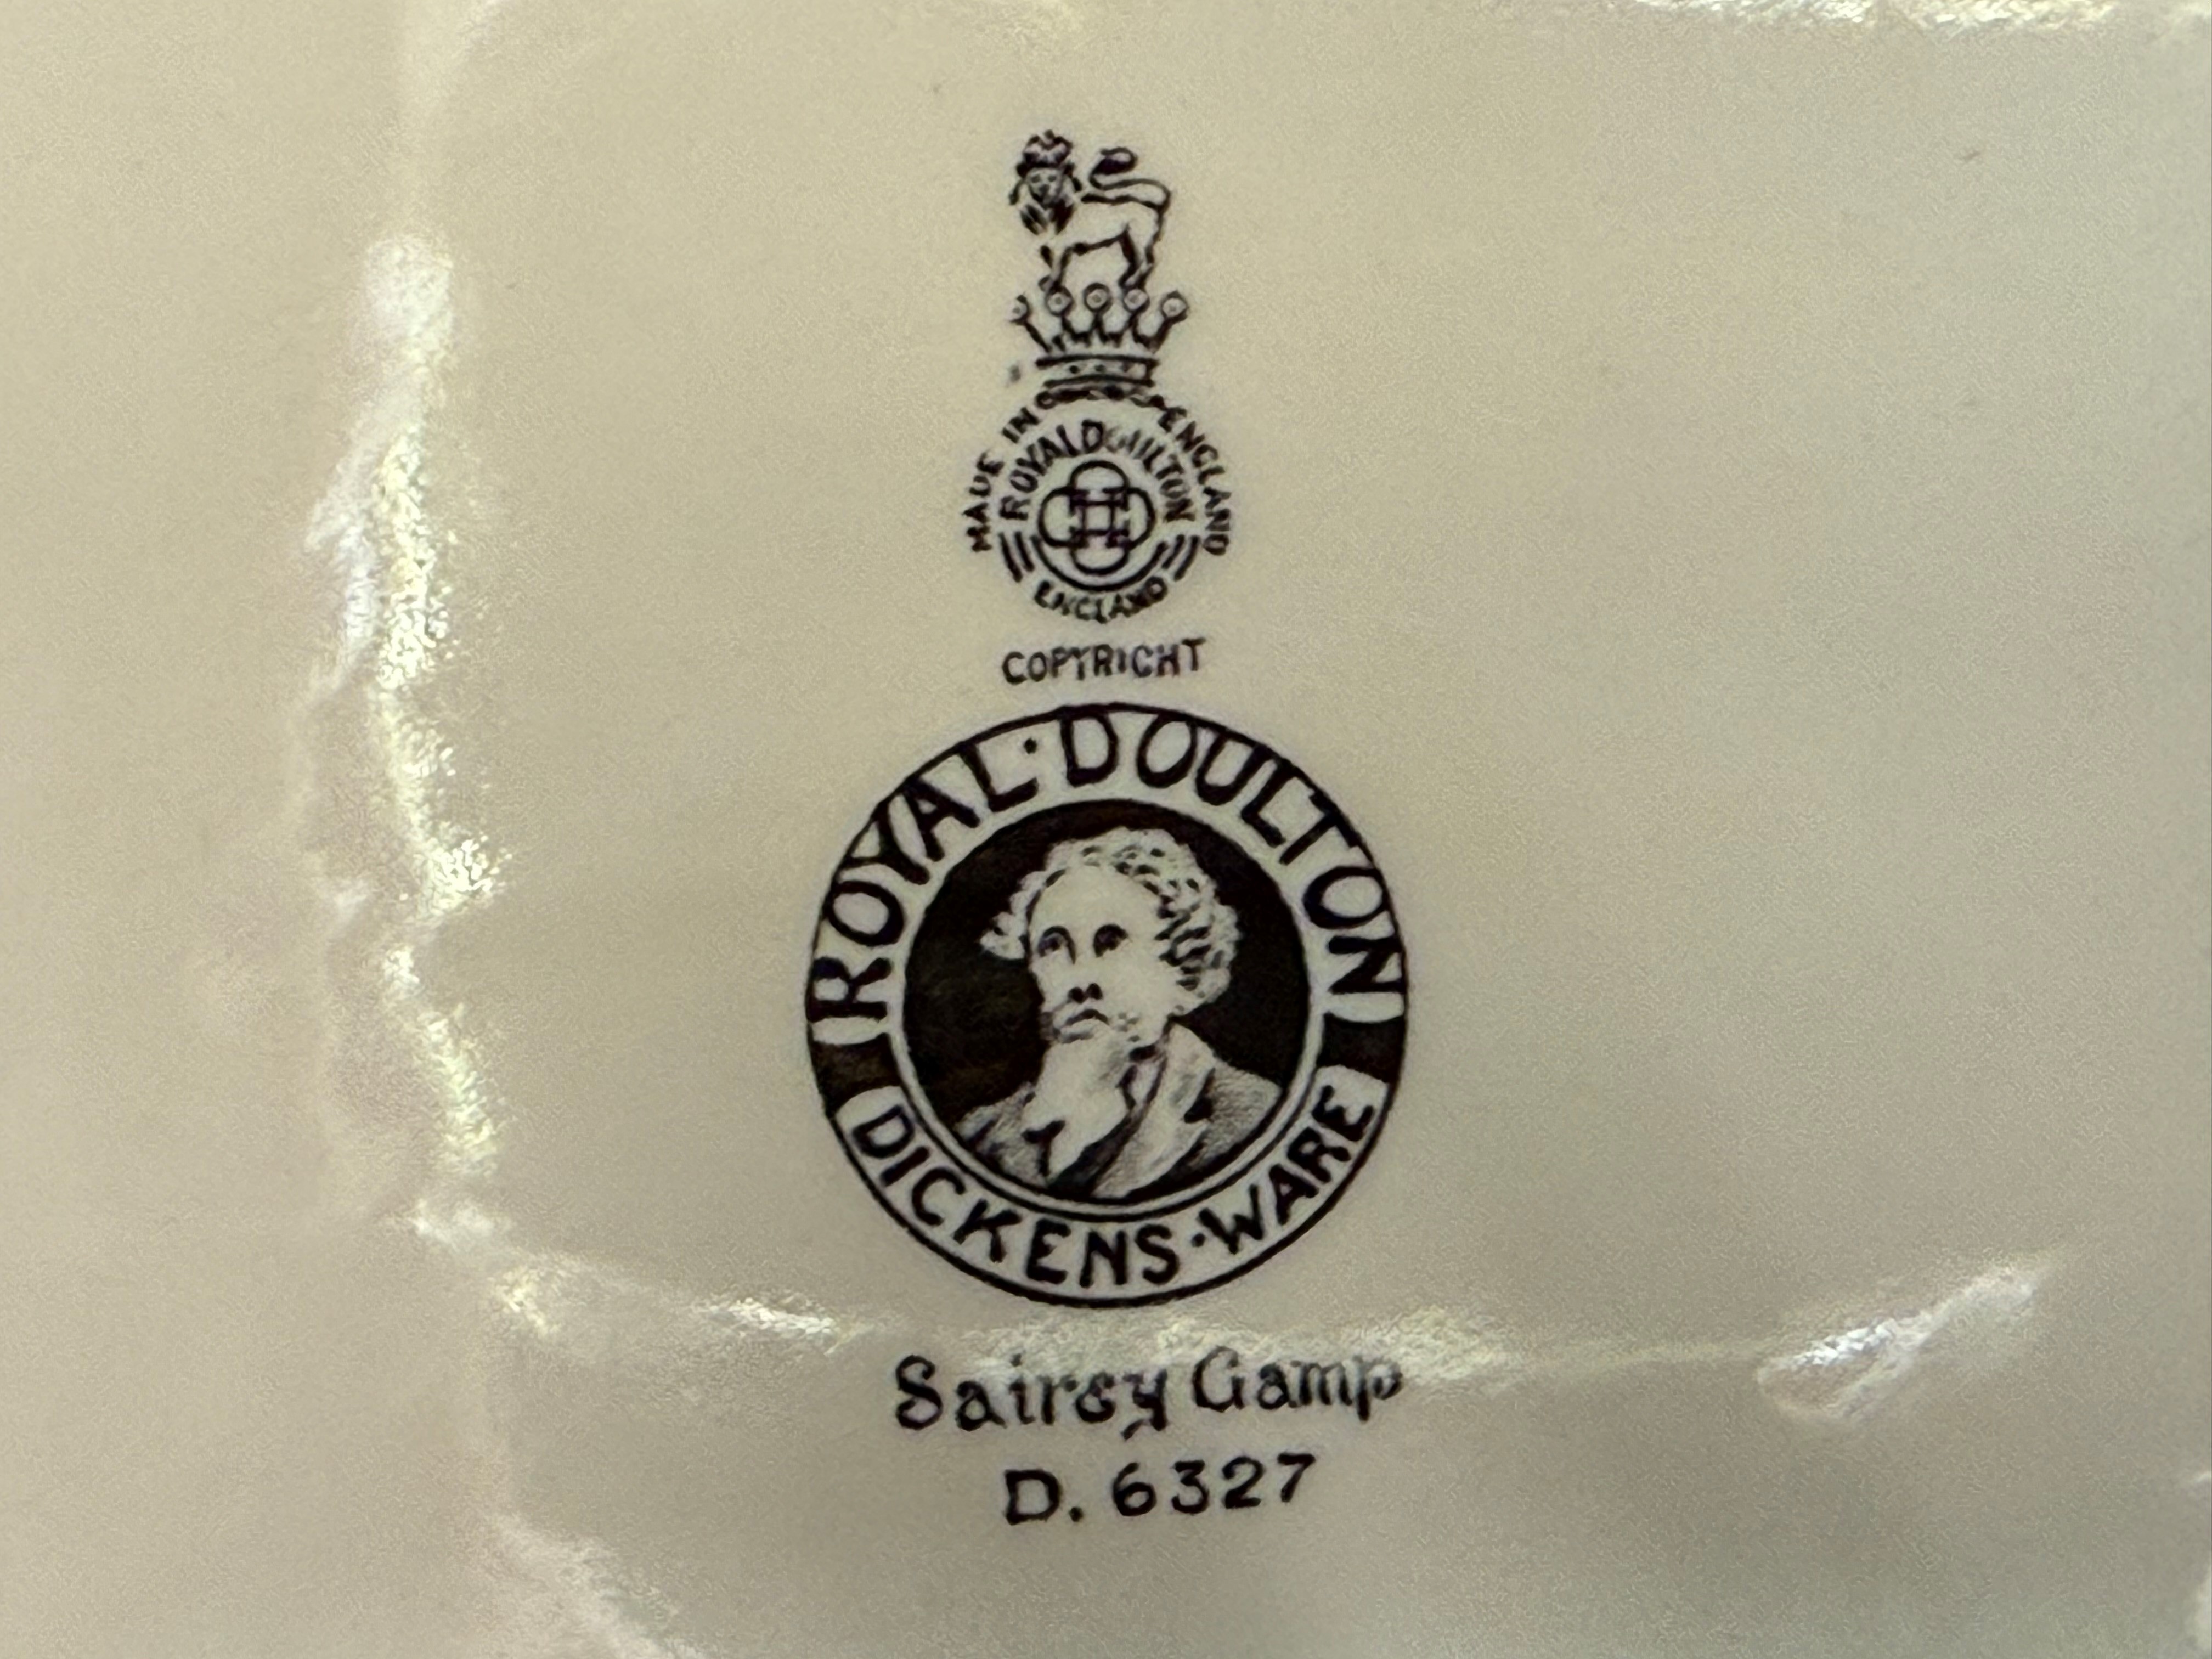 MADE IN ENGLAND
ROYAL DOULTON
ENGLAND
COPYRIGHT
ROYAL·DOULTON
DICKENS·WARE
Sairey Gamp
D. 6327